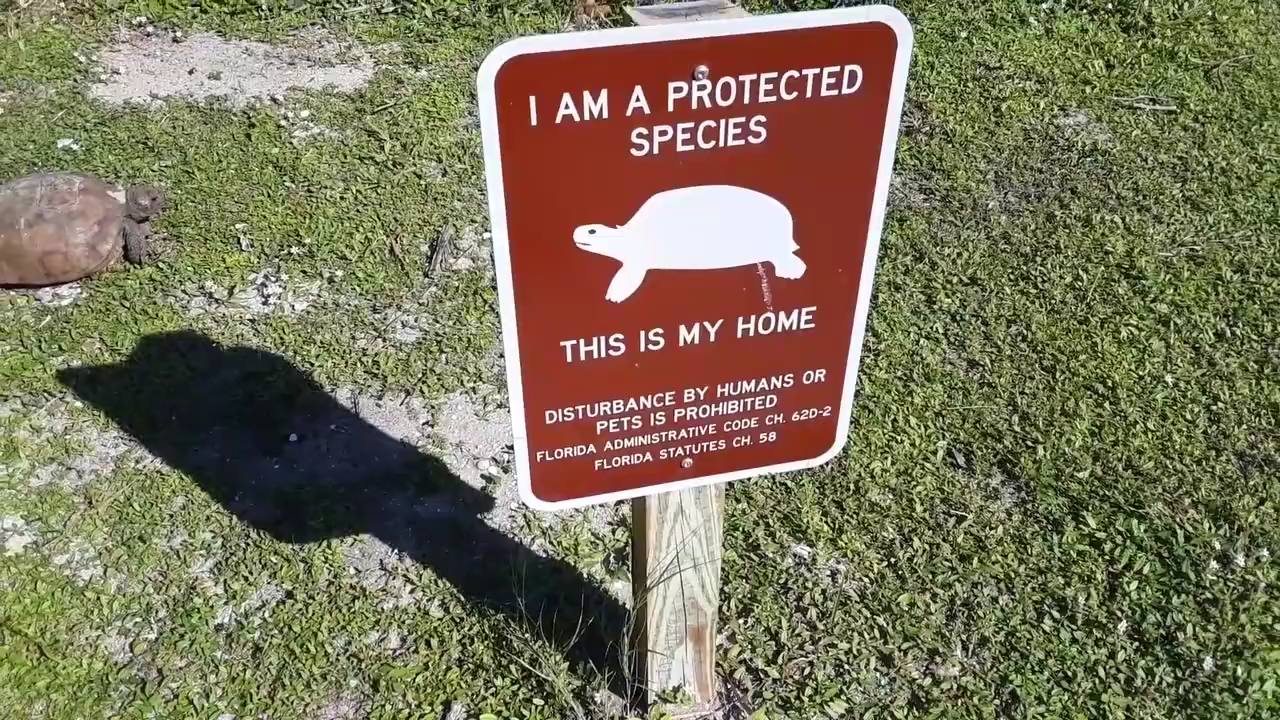 I AM A PROTECTED
SPECIES
THIS IS MY HOME
DISTURBANCE BY HUMANS OR
PETS IS PROHIBITED
FLORIDA ADMINISTRATIVE CODE CH. 62D-2
FLORIDA STATUTES CH. 58